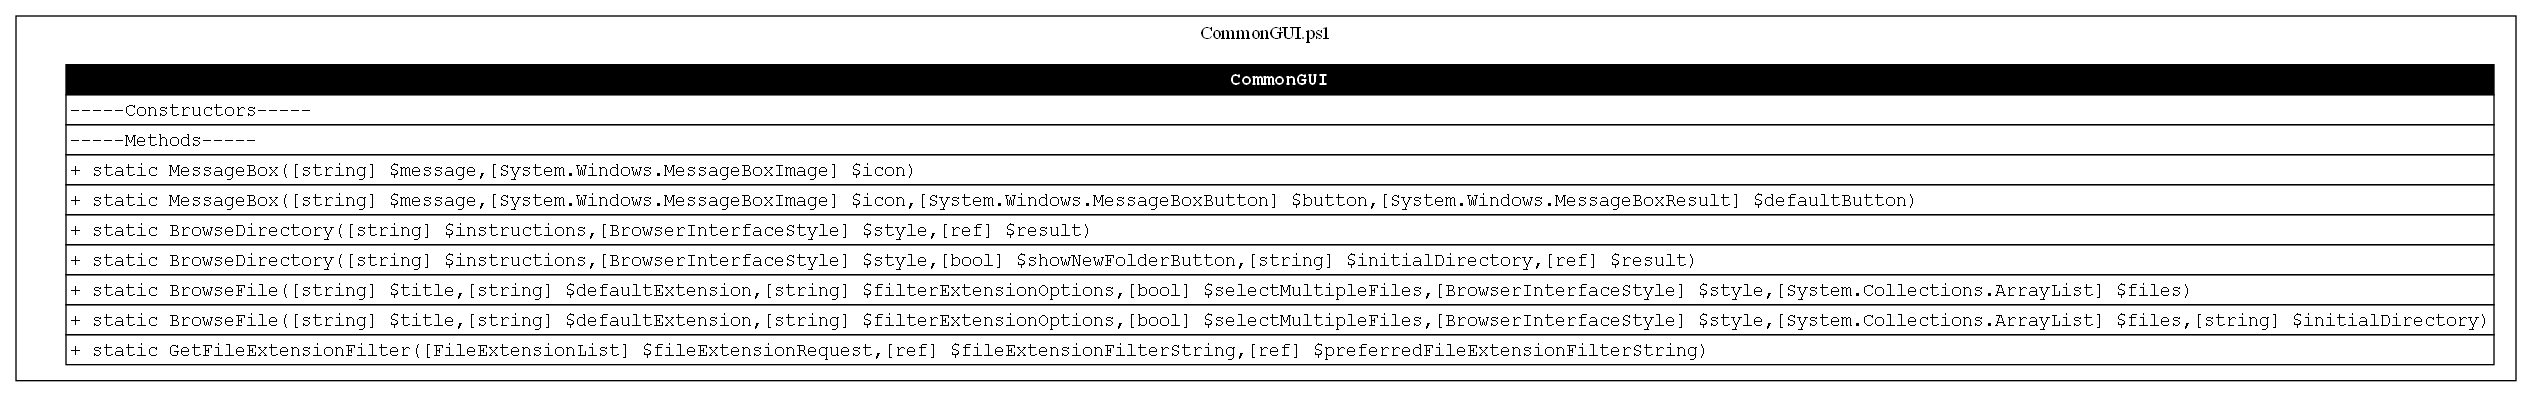 CommonGUI.ps1
CommonGUI
-----Constructors-----
-----Methods-----
+ static MessageBox([string] $message,[System.Windows.MessageBoxImage] $icon)
+ static MessageBox([string] $message,[System.Windows.MessageBoxImage] $icon,[System.Windows.MessageBoxButton] $button,[System.Windows.MessageBoxResult] $defaultButton)
+ static BrowseDirectory([string] $instructions,[BrowserInterfaceStyle] $style,[ref] $result)
+ static BrowseDirectory([string] $instructions,[BrowserInterfaceStyle] $style,[bool] $showNewFolderButton,[string] $initialDirectory,[ref] $result)
+ static BrowseFile([string] $title,[string] $defaultExtension,[string] $filterExtensionOptions,[bool] $selectMultipleFiles,[BrowserInterfaceStyle] $style,[System.Collections.ArrayList] $files)
+ static BrowseFile([string] $title,[string] $defaultExtension,[string] $filterExtensionOptions,[bool] $selectMultipleFiles,[BrowserInterfaceStyle] $style,[System.Collections.ArrayList] $files,[string] $initialDirectory)
+ static GetFileExtensionFilter([FileExtensionList] $fileExtensionRequest,[ref] $fileExtensionFilterString,[ref] $preferredFileExtensionFilterString)